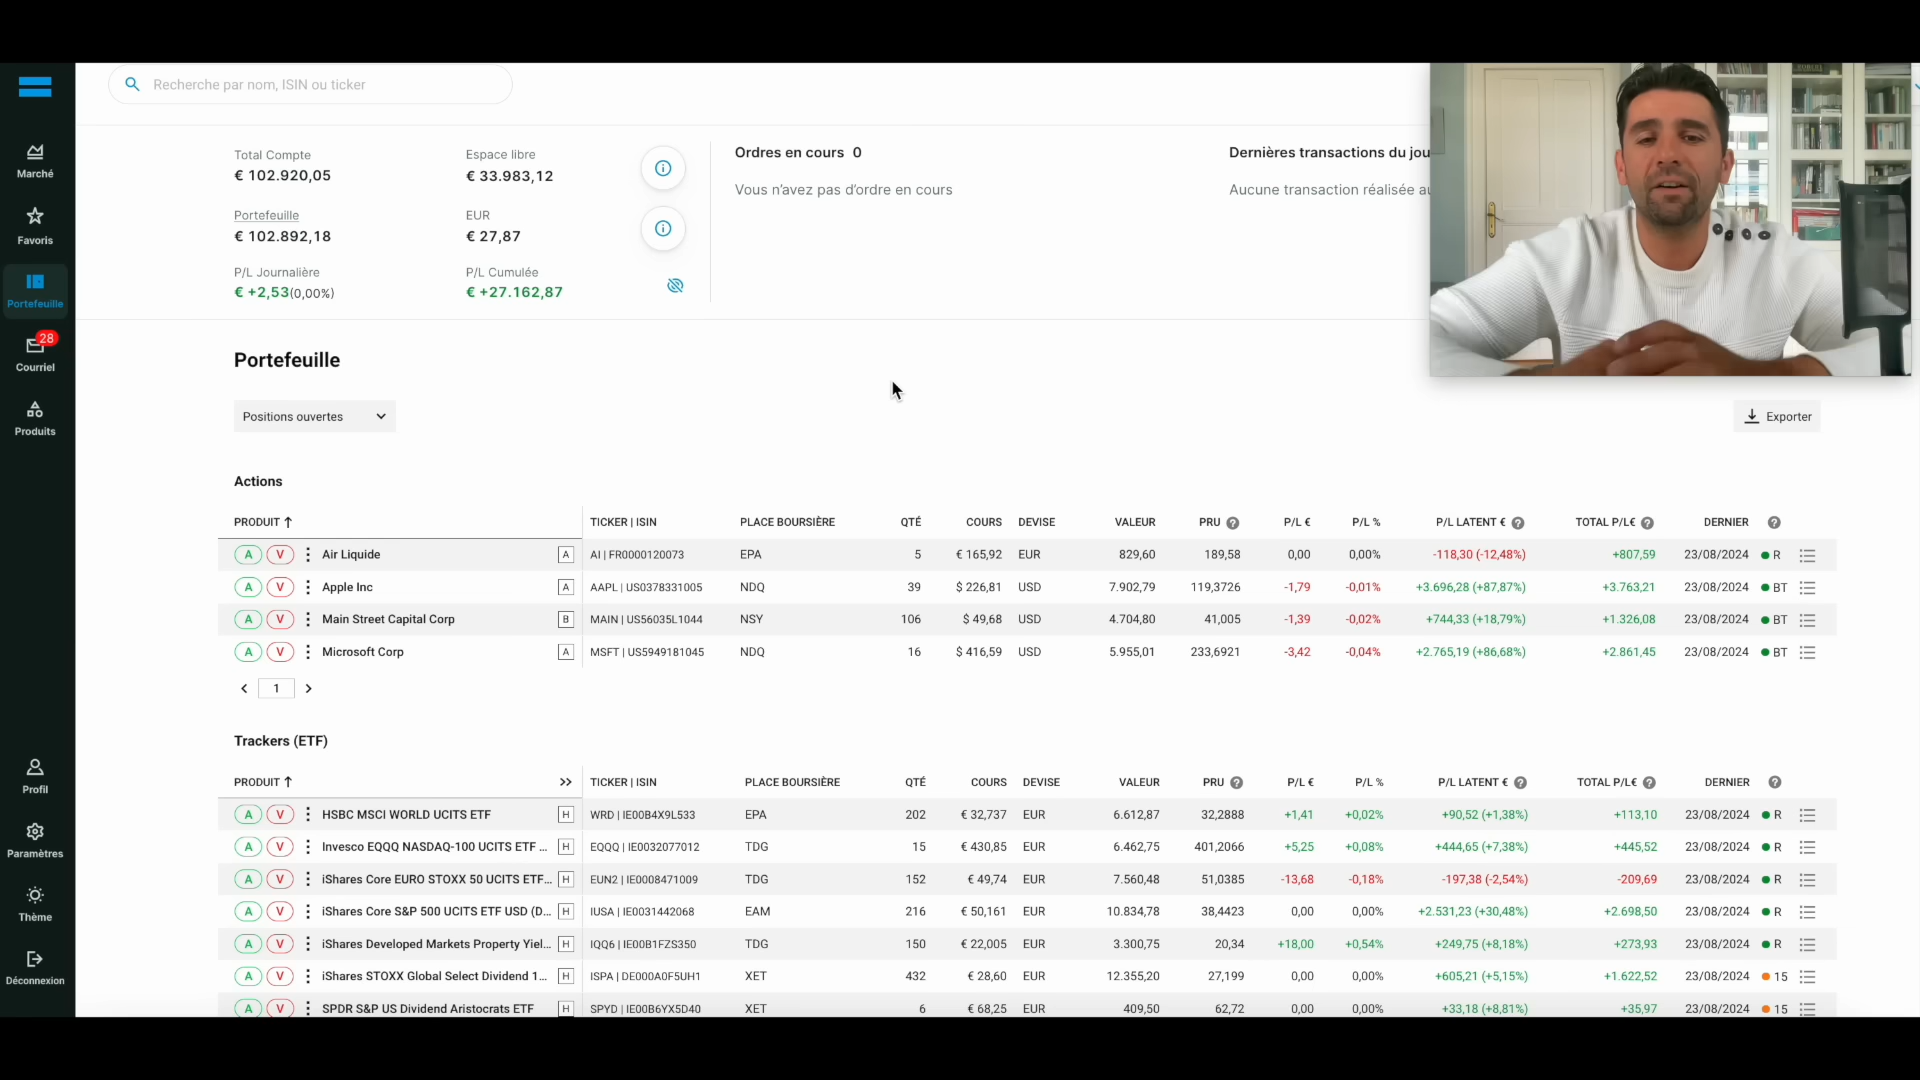 Recherche par nom, ISIN ou ticker
Marché
Favoris
Portefeuille
28
Courriel
Produits
Profil
Paramètres
Thème
Déconnexion
Total Compte
€ 102.920,05
Espace libre
€ 33.983,12
Portefeuille
€ 102.892,18
EUR
€ 27,87
P/L Journalière
€ +2,53(0,00%)
P/L Cumulée
€ +27.162,87
Ordres en cours 0
Vous n'avez pas d'ordre en cours
Dernières transactions du jou
Aucune transaction réalisée au
Portefeuille
Positions ouvertes
Exporter
Actions
PRODUIT TICKER | ISIN PLACE BOURSIÈRE QTÉ COURS DEVISE VALEUR PRU ? P/L € P/L % P/L LATENT € ? TOTAL P/L€ ? DERNIER ?
A V Air Liquide A AI | FR0000120073 EPA 5 € 165,92 EUR 829,60 189,58 0,00 0,00% -118,30 (-12,48%) +807,59 23/08/2024 R
A V Apple Inc A AAPL | US0378331005 NDQ 39 $ 226,81 USD 7.902,79 119,3726 -1,79 -0,01% +3.696,28 (+87,87%) +3.763,21 23/08/2024 BT
A V Main Street Capital Corp B MAIN | US56035L1044 NSY 106 $ 49,68 USD 4.704,80 41,005 -1,39 -0,02% +744,33 (+18,79%) +1.326,08 23/08/2024 BT
A V Microsoft Corp A MSFT | US5949181045 NDQ 16 $ 416,59 USD 5.955,01 233,6921 -3,42 -0,04% +2.765,19 (+86,68%) +2.861,45 23/08/2024 BT
1
Trackers (ETF)
PRODUIT TICKER | ISIN PLACE BOURSIÈRE QTÉ COURS DEVISE VALEUR PRU ? P/L € P/L % P/L LATENT € ? TOTAL P/L€ ? DERNIER ?
A V HSBC MSCI WORLD UCITS ETF H WRD | IE00B4X9L533 EPA 202 € 32,737 EUR 6.612,87 32,2888 +1,41 +0,02% +90,52 (+1,38%) +113,10 23/08/2024 R
A V Invesco EQQQ NASDAQ-100 UCITS ETF ... H EQQQ | IE0032077012 TDG 15 € 430,85 EUR 6.462,75 401,2066 +5,25 +0,08% +444,65 (+7,38%) +445,52 23/08/2024 R
A V iShares Core EURO STOXX 50 UCITS ETF... H EUN2 | IE0008471009 TDG 152 € 49,74 EUR 7.560,48 51,0385 -13,68 -0,18% -197,38 (-2,54%) -209,69 23/08/2024 R
A V iShares Core S&P 500 UCITS ETF USD (D... H IUSA | IE0031442068 EAM 216 € 50,161 EUR 10.834,78 38,4423 0,00 0,00% +2.531,23 (+30,48%) +2.698,50 23/08/2024 R
A V iShares Developed Markets Property Yiel... H IQQ6 | IE00B1FZS350 TDG 150 € 22,005 EUR 3.300,75 20,34 +18,00 +0,54% +249,75 (+8,18%) +273,93 23/08/2024 R
A V iShares STOXX Global Select Dividend 1... H ISPA | DE000A0F5UH1 XET 432 € 28,60 EUR 12.355,20 27,199 0,00 0,00% +605,21 (+5,15%) +1.622,52 23/08/2024 15
A V SPDR S&P US Dividend Aristocrats ETF H SPYD | IE00B6YX5D40 XET 6 € 68,25 EUR 409,50 62,72 0,00 0,00% +33,18 (+8,81%) +35,97 23/08/2024 15